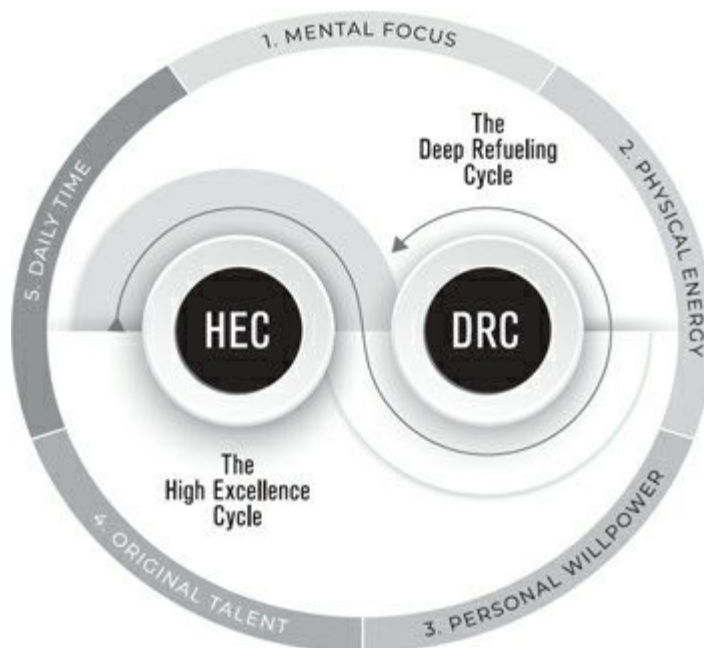 1. MENTAL FOCUS
2. PHYSICAL ENERGY
3. PERSONAL WILLPOWER
4. ORIGINAL TALENT
5. DAILY TIME
The
Deep Refueling
Cycle
HEC
DRC
The
High Excellence
Cycle